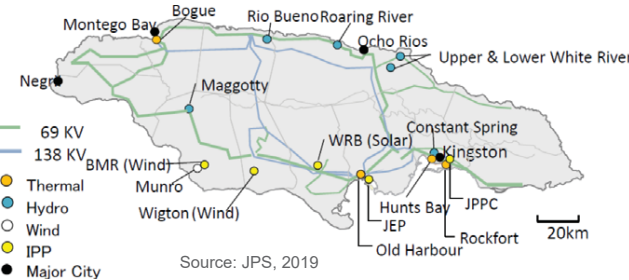 Bogue
Montego Bay
Rio Bueno
Roaring River
Ocho Rios
Upper & Lower White River
Negr
Maggotty
69 KV
138 KV
Constant Spring
WRB (Solar)
Kingston
BMR (Wind)
Thermal
Munro
Hydro
Wigton (Wind)
Hunts Bay
JPPC
Wind
JEP
Rockfort
20km
IPP
Old Harbour
Major City
Source: JPS, 2019